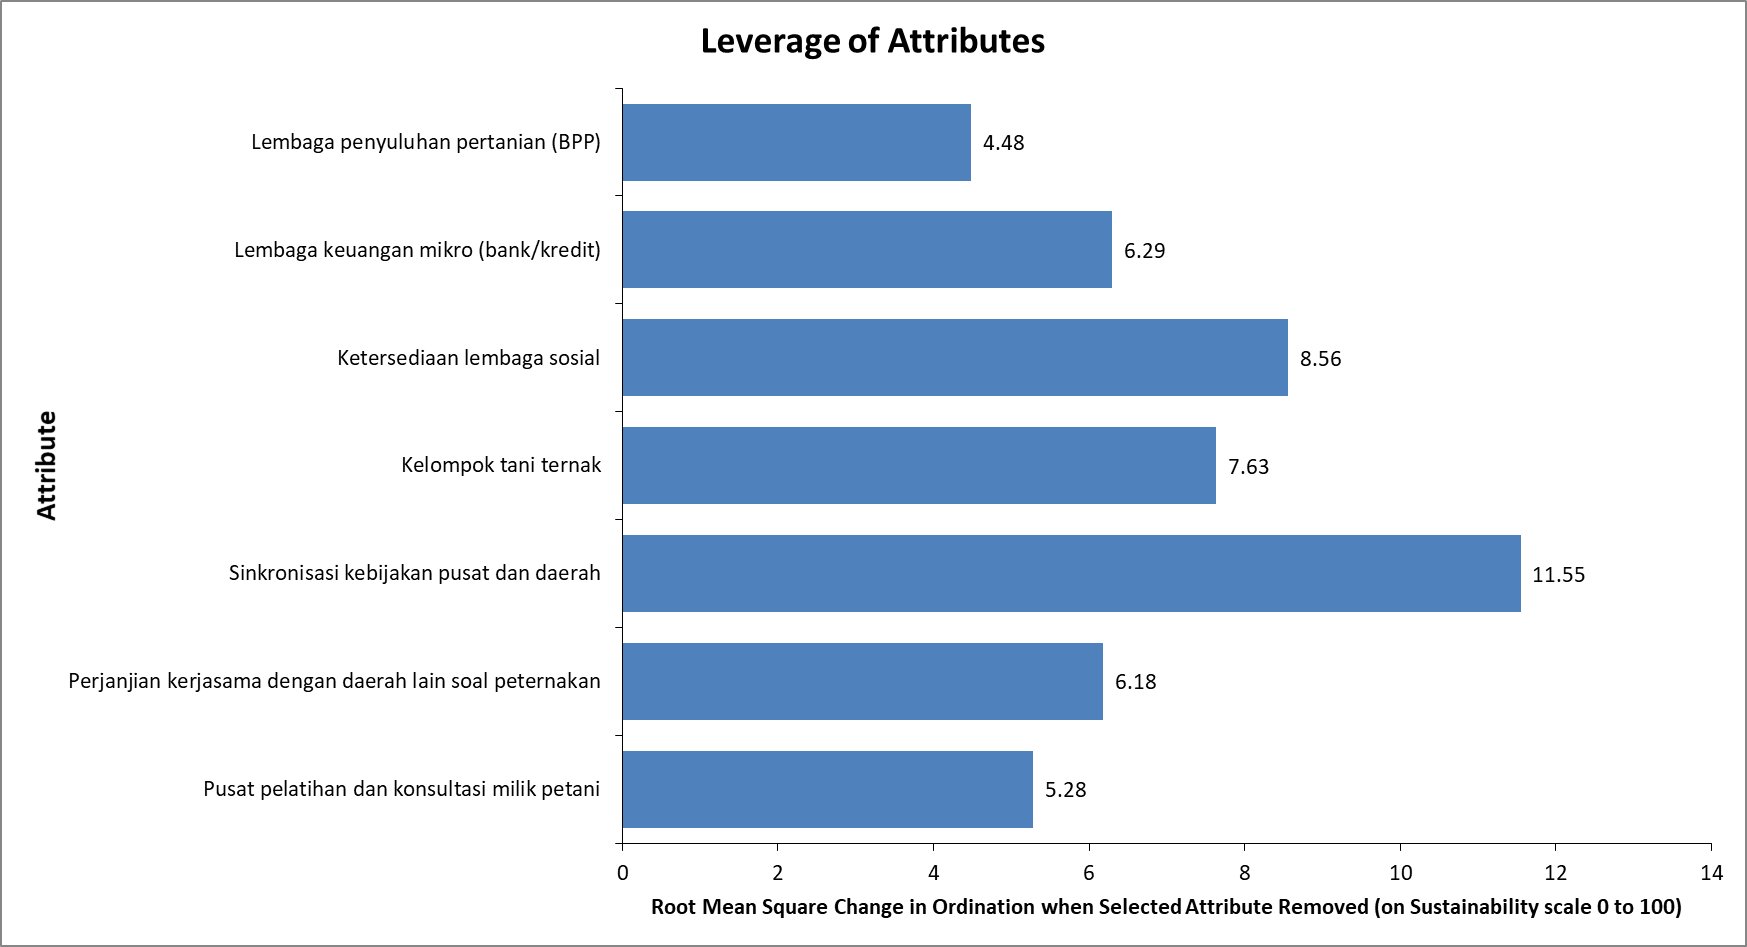 Leverage of Attributes
Attribute
Lembaga penyuluhan pertanian (BPP)
4.48
Lembaga keuangan mikro (bank/kredit)
6.29
Ketersediaan lembaga sosial
8.56
Kelompok tani ternak
7.63
Sinkronisasi kebijakan pusat dan daerah
11.55
Perjanjian kerjasama dengan daerah lain soal peternakan
6.18
Pusat pelatihan dan konsultasi milik petani
5.28
0 2 4 6 8 10 12 14
Root Mean Square Change in Ordination when Selected Attribute Removed (on Sustainability scale 0 to 100)